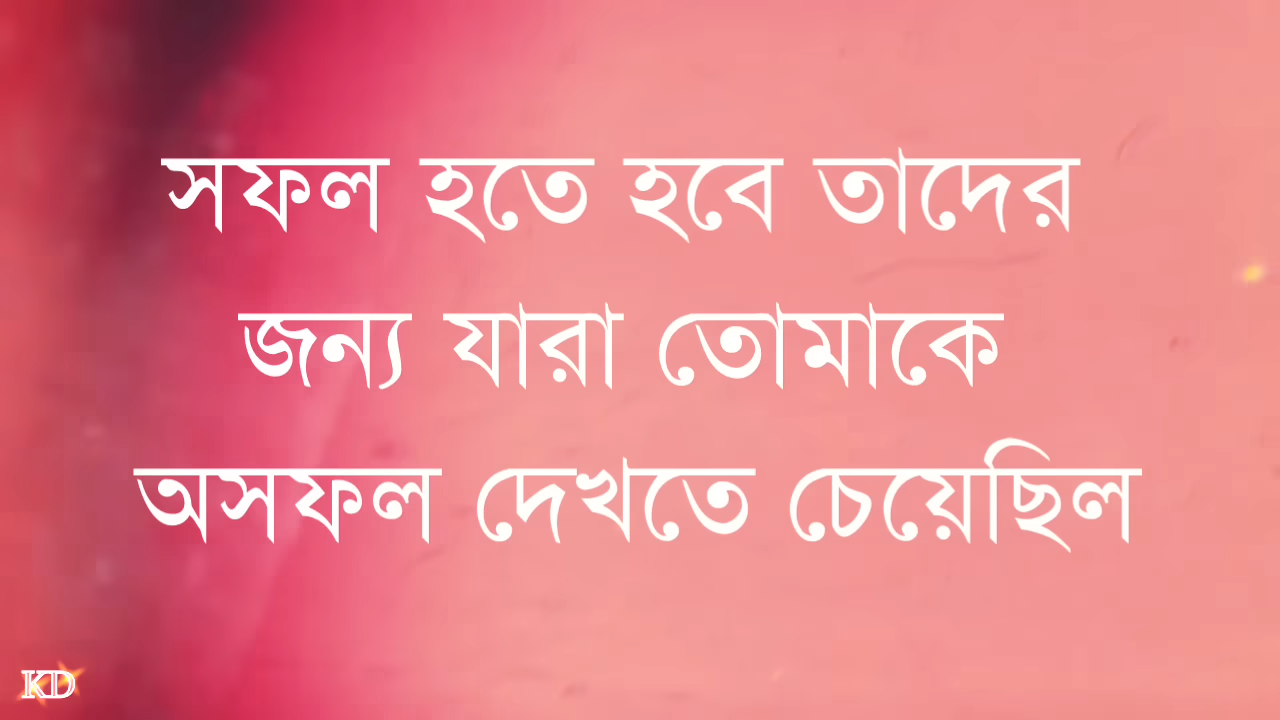 সফল হতে হবে তাদের
জন্য যারা তোমাকে
অসফল দেখতে চেয়েছিল
KD